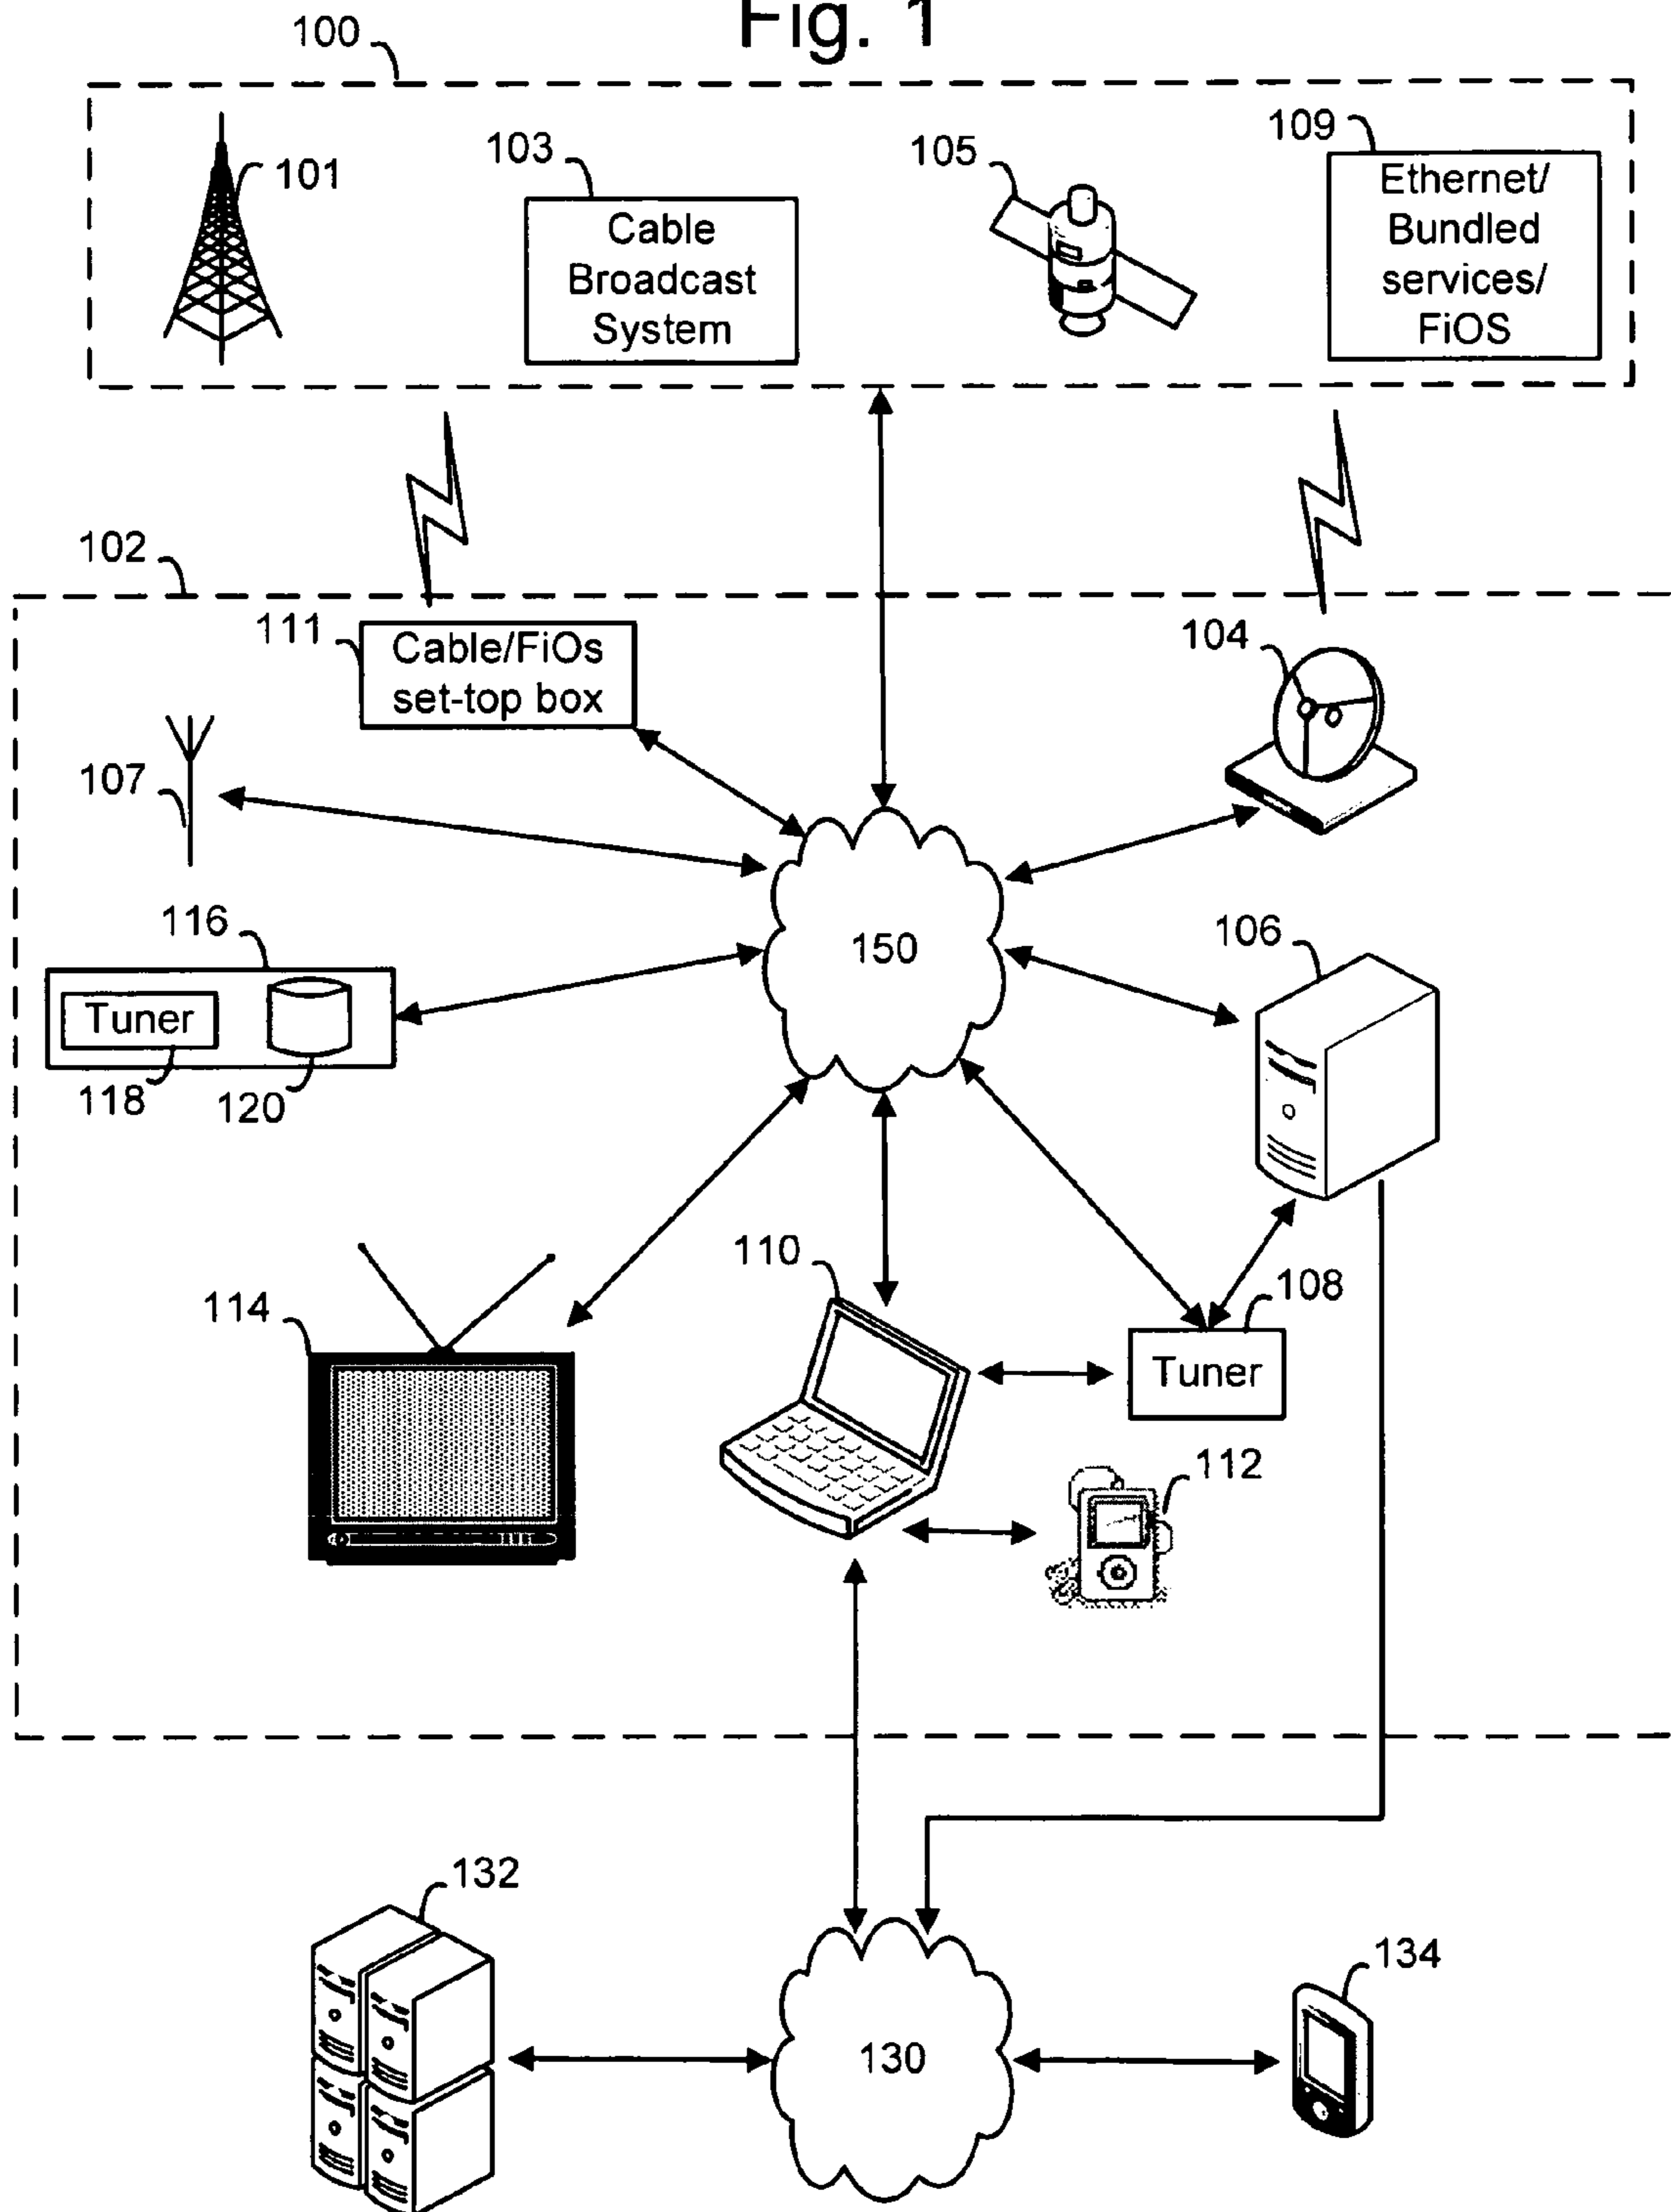 Fig. 1
100
101
103
Cable
Broadcast
System
105
109
Ethernet/
Bundled
services/
FiOS
102
111
Cable/FiOs
set-top box
104
107
150
116
106
Tuner
118
120
110
108
114
Tuner
112
132
134
130